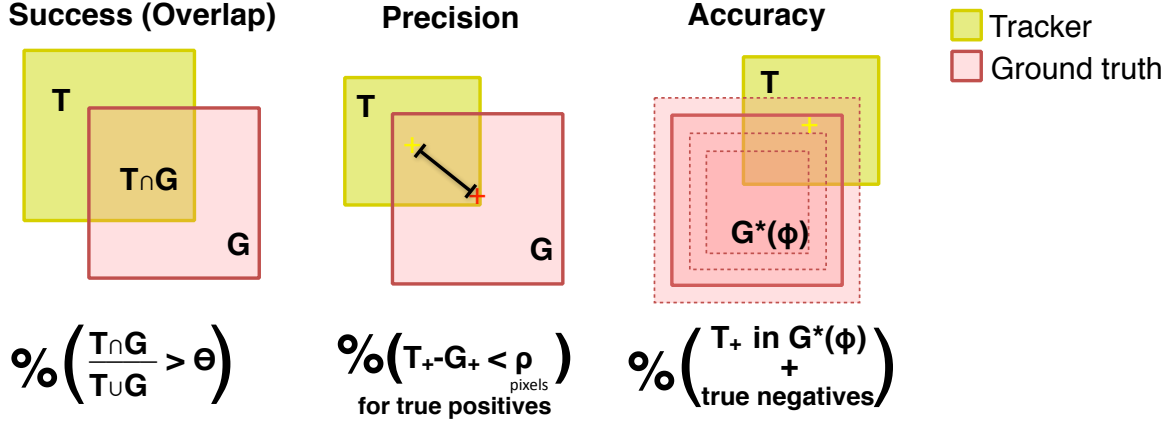 Success (Overlap)
T
T∩G
G
%(T∩G / T∪G > Ө)
Precision
T
G
%(T₊-G₊ < ρ)
pixels
for true positives
Accuracy
T
G*(ϕ)
%(T₊ in G*(ϕ)
+
true negatives)
Tracker
Ground truth